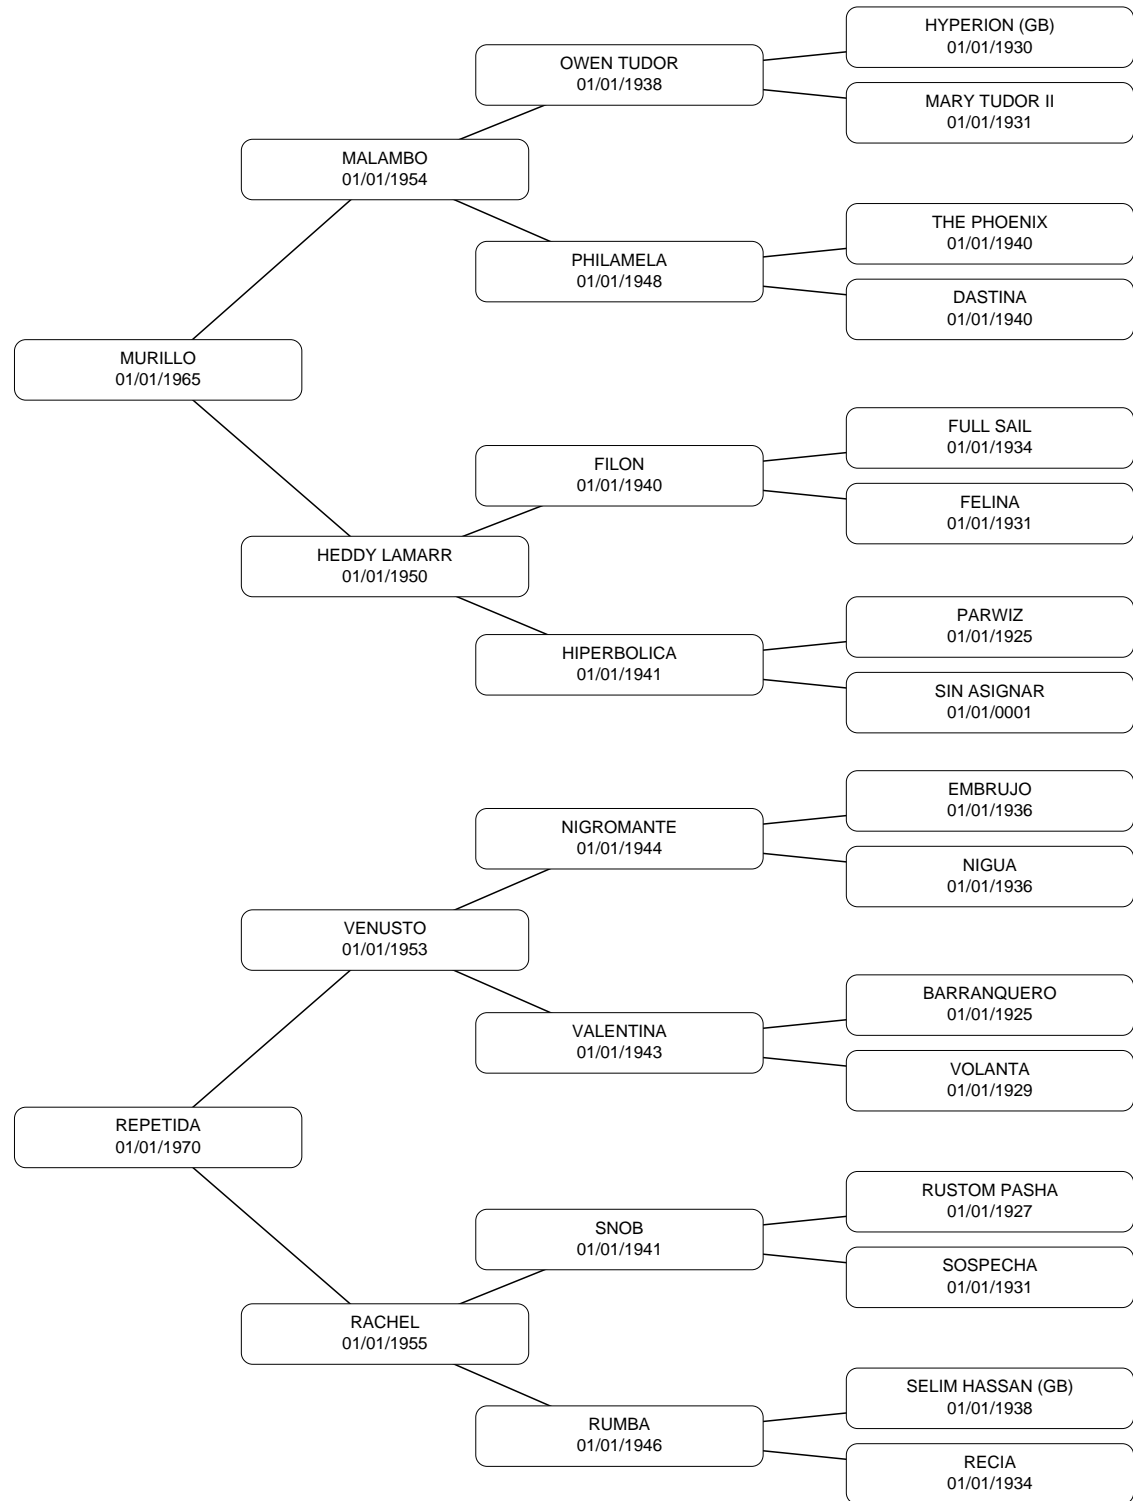 HYPERION (GB)
01/01/1930
OWEN TUDOR
01/01/1938
MARY TUDOR II
01/01/1931
MALAMBO
01/01/1954
THE PHOENIX
01/01/1940
PHILAMELA
01/01/1948
DASTINA
01/01/1940
MURILLO
01/01/1965
FULL SAIL
01/01/1934
FILON
01/01/1940
FELINA
01/01/1931
HEDDY LAMARR
01/01/1950
PARWIZ
01/01/1925
HIPERBOLICA
01/01/1941
SIN ASIGNAR
01/01/0001
EMBRUJO
01/01/1936
NIGROMANTE
01/01/1944
NIGUA
01/01/1936
VENUSTO
01/01/1953
BARRANQUERO
01/01/1925
VALENTINA
01/01/1943
VOLANTA
01/01/1929
REPETIDA
01/01/1970
RUSTOM PASHA
01/01/1927
SNOB
01/01/1941
SOSPECHA
01/01/1931
RACHEL
01/01/1955
SELIM HASSAN (GB)
01/01/1938
RUMBA
01/01/1946
RECIA
01/01/1934